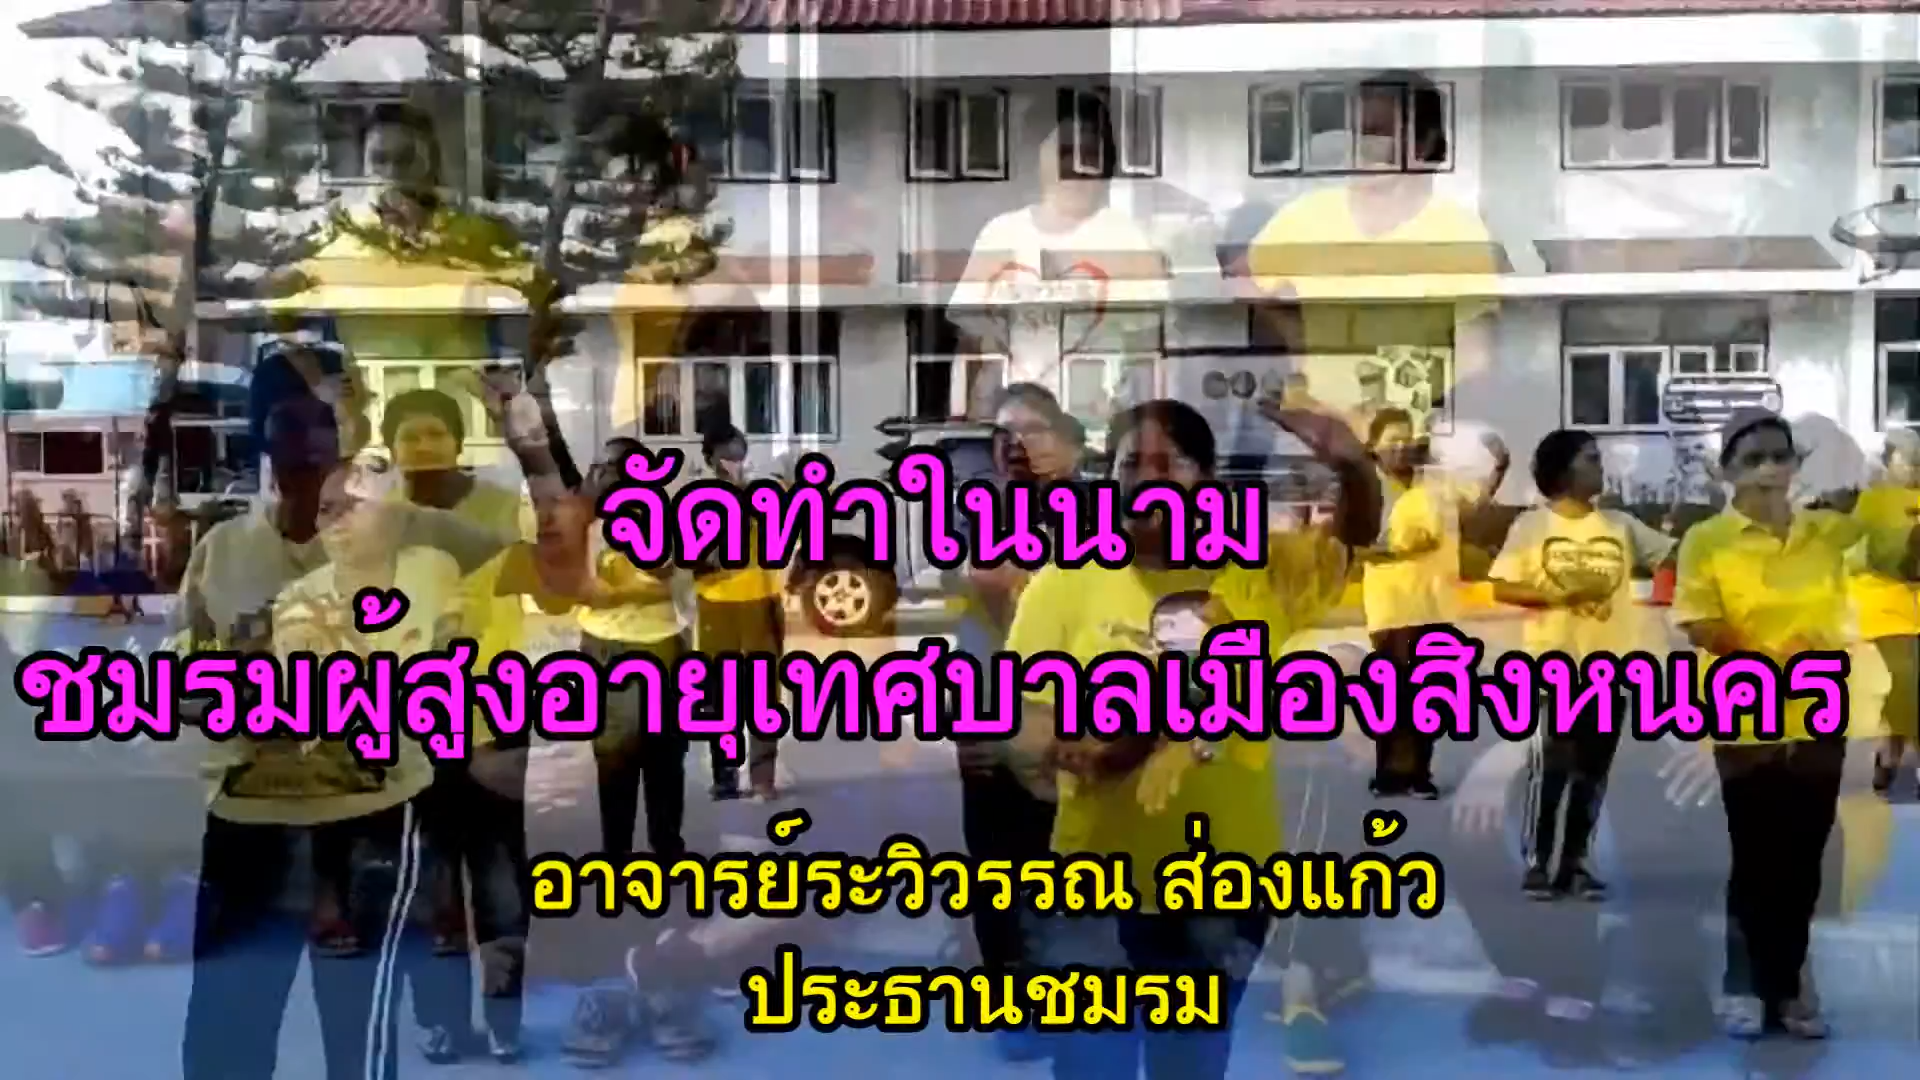 จัดทำในนาม
ชมรมผู้สูงอายุเทศบาลเมืองสิงหนคร
อาจารย์ระวิวรรณ ส่องแก้ว
ประธานชมรม